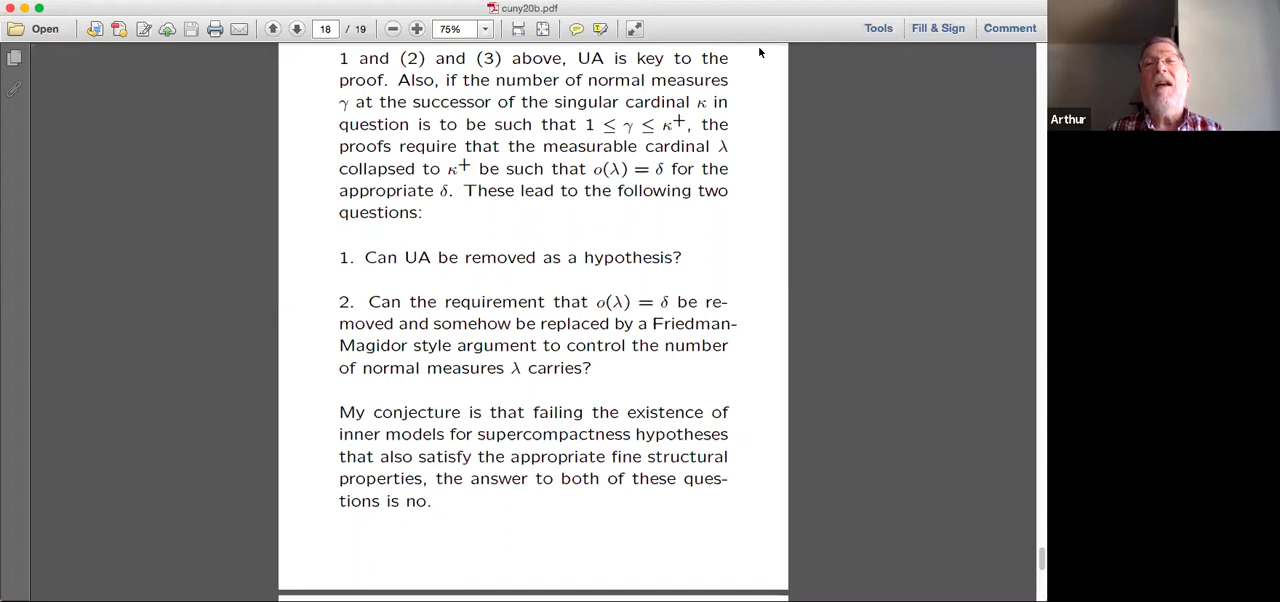 cuny20b.pdf
Open
18 / 19
75%
Tools
Fill & Sign
Comment
1 and (2) and (3) above, UA is key to the
proof. Also, if the number of normal measures
γ at the successor of the singular cardinal κ in
question is to be such that 1 ≤ γ ≤ κ⁺, the
proofs require that the measurable cardinal λ
collapsed to κ⁺ be such that o(λ) = δ for the
appropriate δ. These lead to the following two
questions:
1. Can UA be removed as a hypothesis?
2. Can the requirement that o(λ) = δ be re-
moved and somehow be replaced by a Friedman-
Magidor style argument to control the number
of normal measures λ carries?
My conjecture is that failing the existence of
inner models for supercompactness hypotheses
that also satisfy the appropriate fine structural
properties, the answer to both of these ques-
tions is no.
Arthur